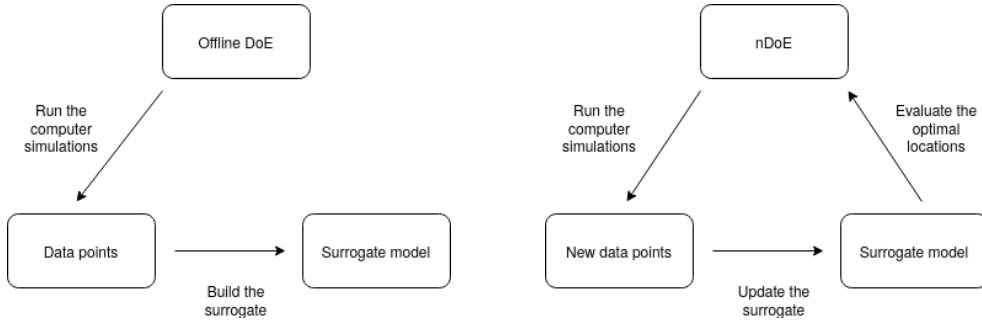 Offline DoE
Run the
computer
simulations
Data points
Surrogate model
Build the
surrogate
nDoE
Run the
computer
simulations
Evaluate the
optimal
locations
New data points
Surrogate model
Update the
surrogate